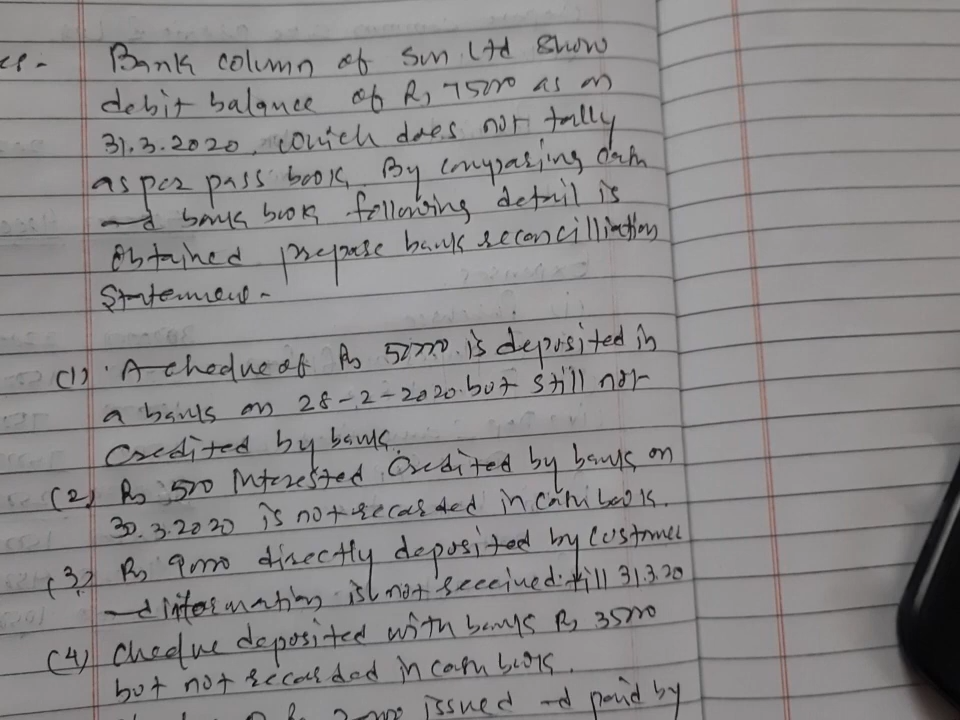 Bank column of Sun Ltd Show
debit balance of Rs 75000 as on
31.3.2020, which does not tally
as per pass book, By comparing cash
and bank book following detail is
Obtained prepare bank reconcilliation
Statement.
(1) A cheque of Rs 50000 is deposited in
a bank on 28-2-2020 but still not
Credited by bank.
(2) Rs 500 Interested Credited by bank on
30.3.2020 is not recorded in cash book.
(3) Rs 9000 directly deposited by customer
and information is not received till 31.3.20
(4) Cheque deposited with bank Rs 35000
but not recorded in cash book.
issued and paid by